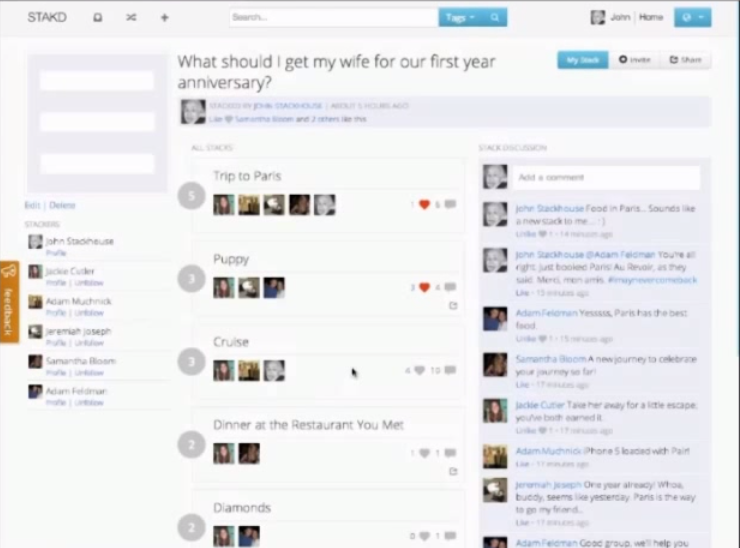 STAKD
Search...
Tags
John | Home
What should I get my wife for our first year
anniversary?
My Stack
Invite
Share
STACKED BY JOHN STACKHOUSE | ABOUT 5 HOURS AGO
Like Samantha Bloom and 2 others like this
ALL STACKS
Trip to Paris
5
1 6
Puppy
3
3 4
Cruise
3
4 10
Dinner at the Restaurant You Met
2
1 1
Diamonds
2
0 1
Edit | Delete
STACKERS
John Stackhouse
Profile
Jackie Cutler
Profile | Unfollow
Adam Muchnick
Profile | Unfollow
Jeremiah Joseph
Profile | Unfollow
Samantha Bloom
Profile | Unfollow
Adam Feldman
Profile | Unfollow
feedback
STACK DISCUSSION
Add a comment
John Stackhouse Food in Paris... Sounds like
a new stack to me... :)
Unlike 1 - 14 minutes ago
John Stackhouse @Adam Feldman You're all
right. Just booked Paris! Au Revoir, as they
said. Merci, mon amis. #imaynevercomeback
Like - 15 minutes ago
Adam Feldman Yesssss, Paris has the best
food.
Unlike 1 - 15 minutes ago
Samantha Bloom A new journey to celebrate
your journey so far!
Like - 17 minutes ago
Jackie Cutler Take her away for a little escape;
you've both earned it.
Unlike 1 - 17 minutes ago
Adam Muchnick iPhone 5 loaded with Pair!
Like - 17 minutes ago
Jeremiah Joseph One year already! Whoa,
buddy, seems like yesterday. Paris is the way
to go my friend...
Like - 17 minutes ago
Adam Feldman Good group, we'll help you